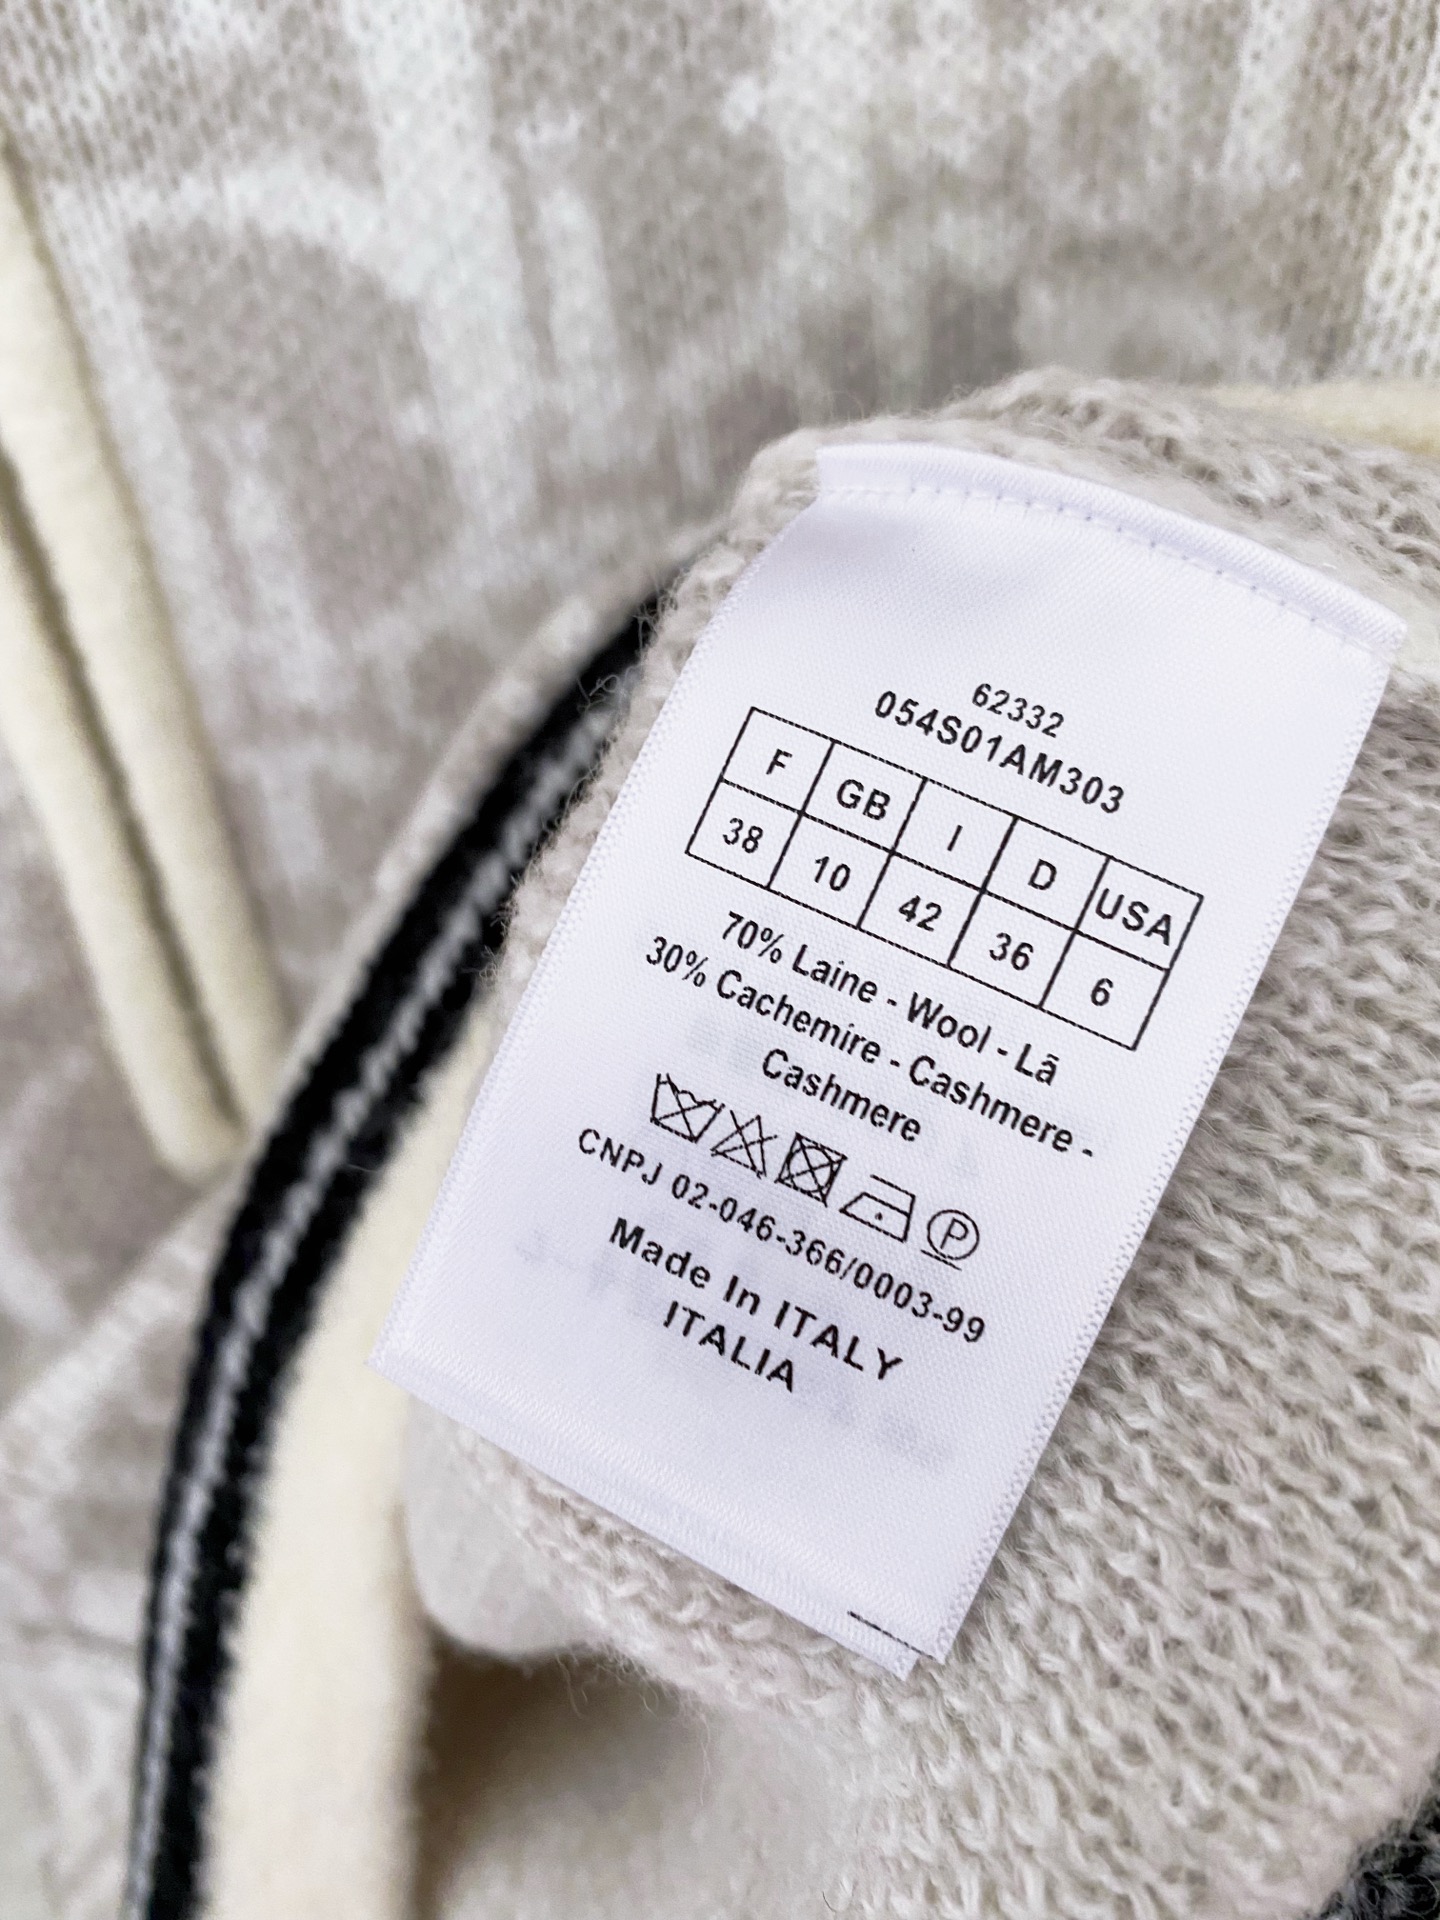 62332
054S01AM303
F GB I D USA
38 10 42 36 6
70% Laine - Wool - Lã
30% Cachemire - Cashmere -
Cashmere
P
CNPJ 02-046-366/0003-99
Made In ITALY
ITALIA